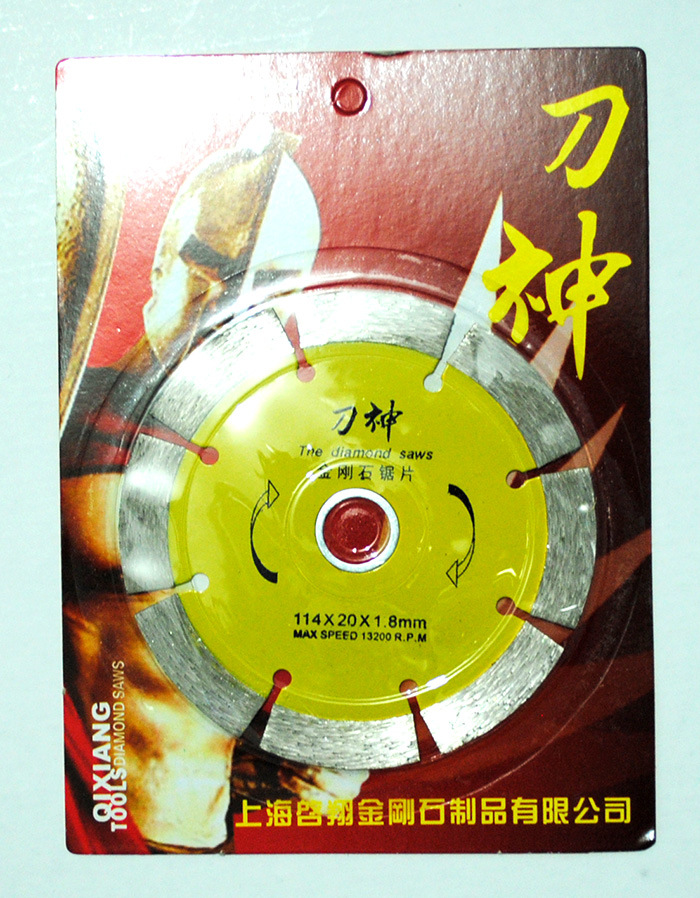 刀神
刀神
The diamond saws
金刚石锯片
114X20X1.8mm
MAX SPEED 13200 R.P.M
QIXIANG
TOOLS DIAMOND SAWS
上海启翔金刚石制品有限公司